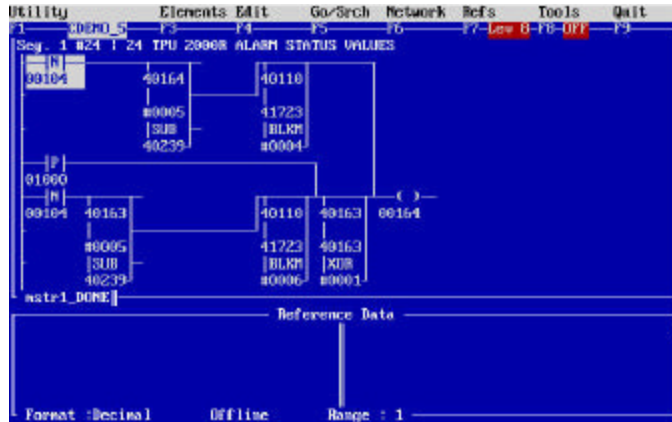 Utility Elements Edit Go/Srch Network Refs Tools Quit
F1 CDEMO_5 F3 F4 F5 F6 F7-Lev 8-F8-OFF F9
Seg. 1 #24 | 24 TPU 2000R ALARM STATUS VALUES
N
00104 40164 40110
#0005 41723
SUB BLKM
40239 #0004
P
01000
N ( )
00104 40163 40110 40163 00164
#0005 41723 40163
SUB BLKM XOR
40239 #0006 #0001
mstr1_DONE
Reference Data
Format :Decimal Offline Range : 1